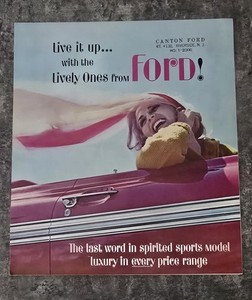 Live it up...
with the
Lively Ones from Ford!
CANTON FORD
The last word in spirited sports model
luxury in every price range